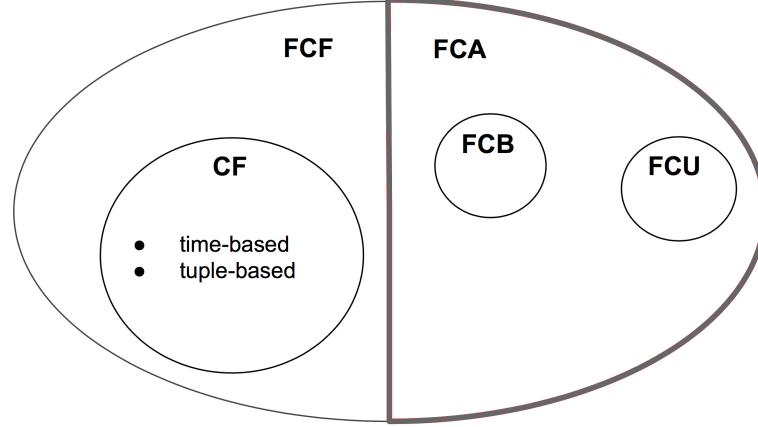 FCF
FCA
CF
● time-based
● tuple-based
FCB
FCU